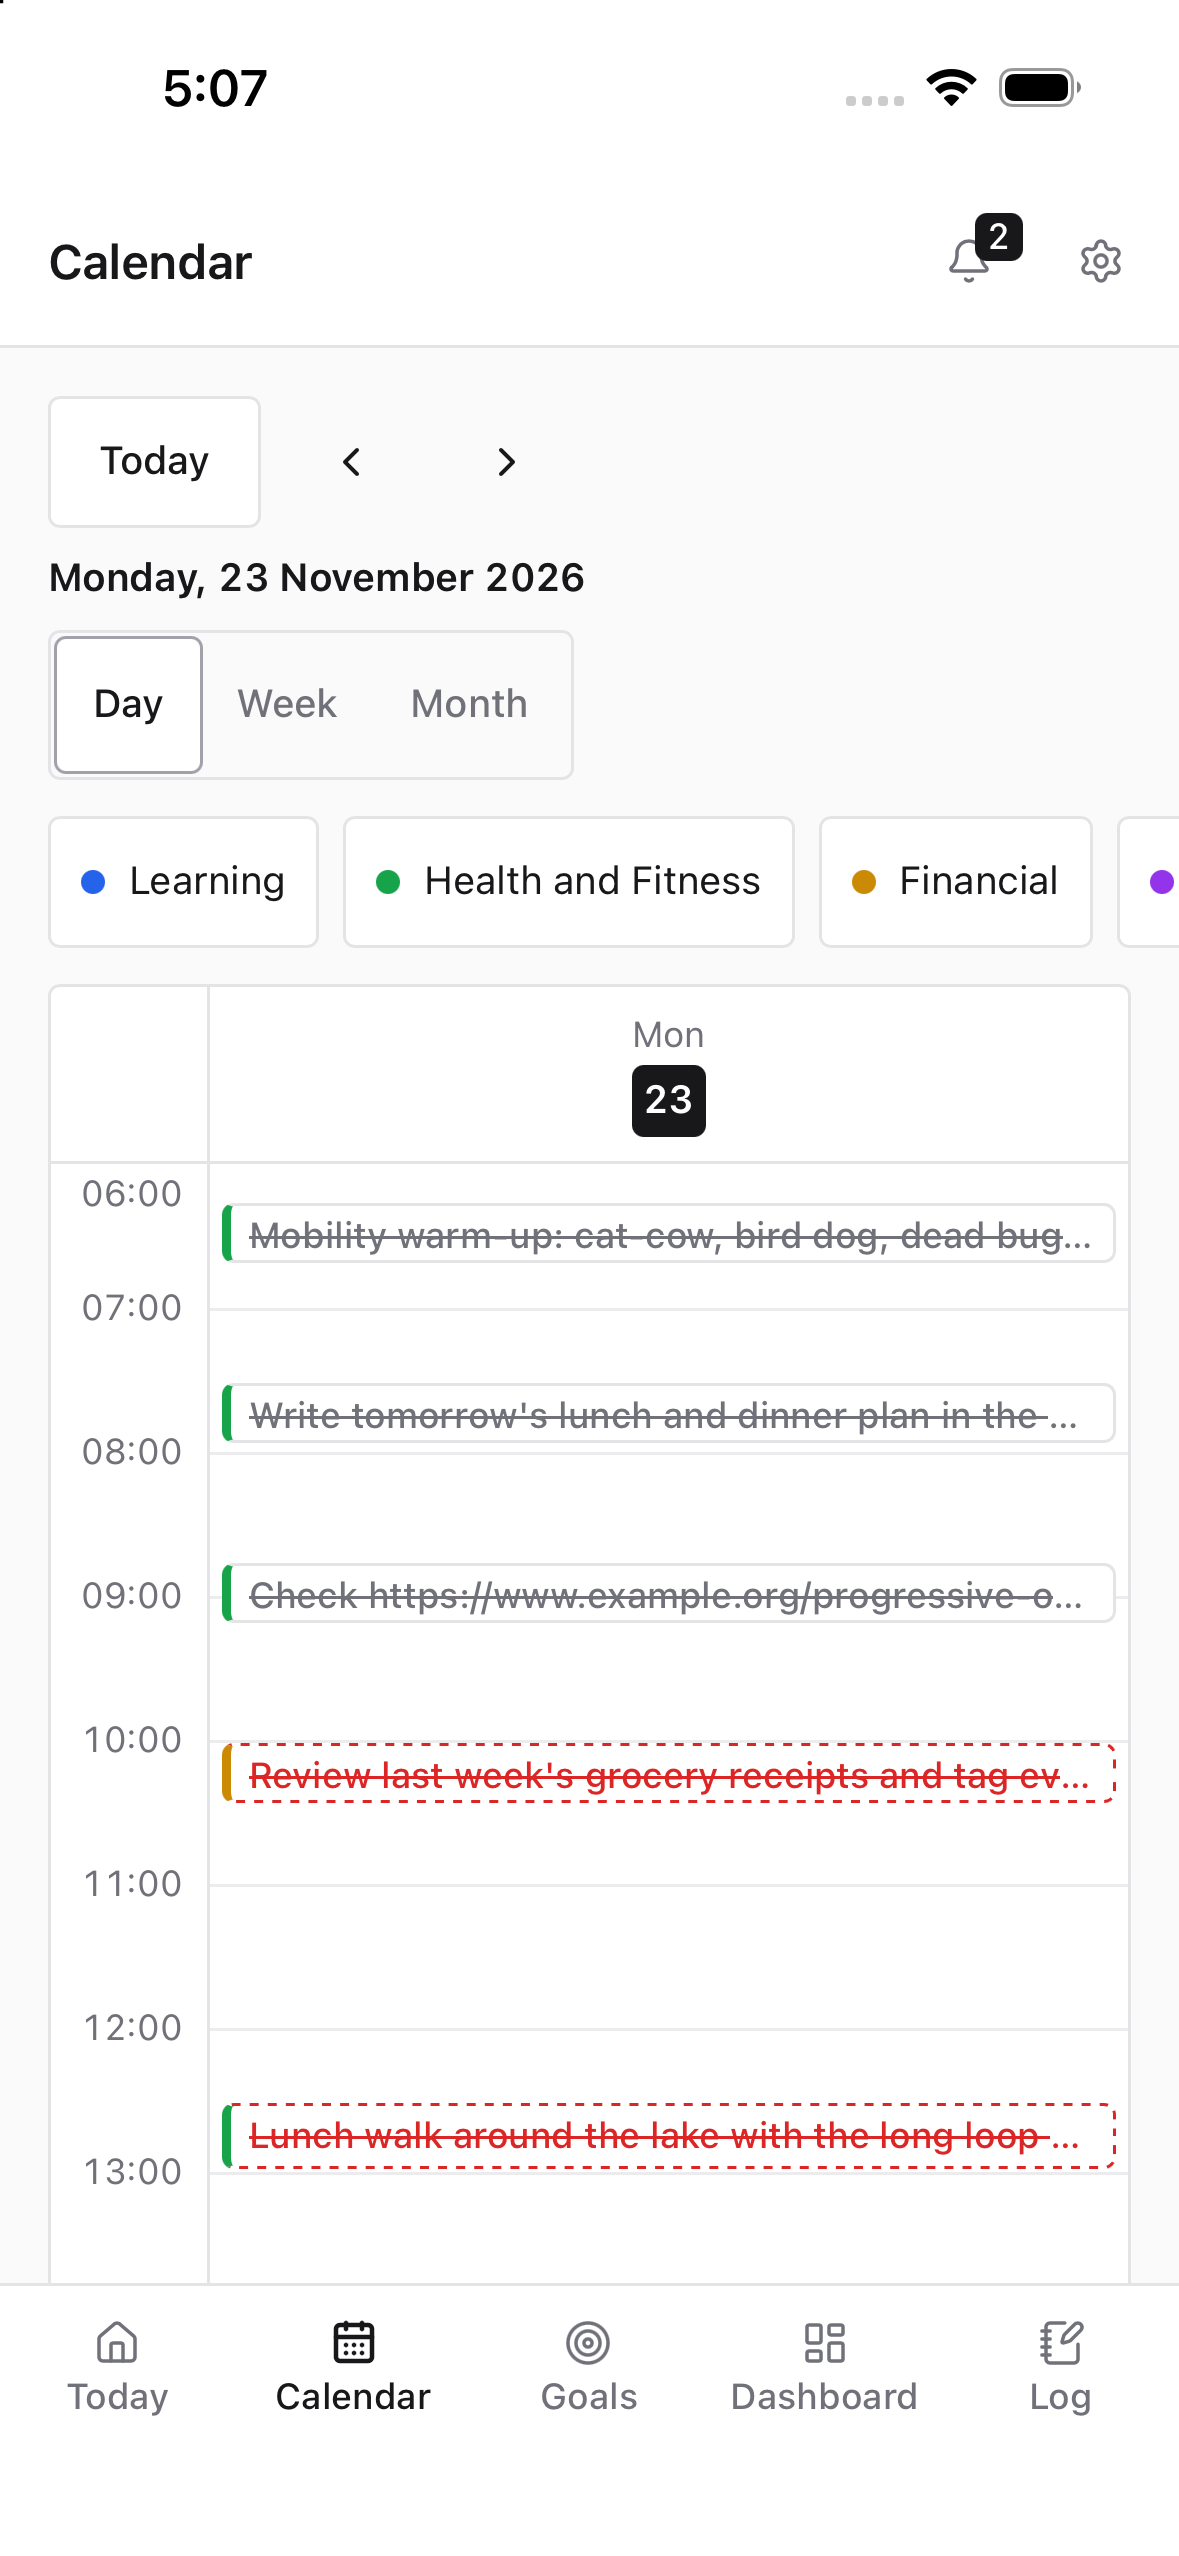 5:07
Calendar
2
Today
Monday, 23 November 2026
Day Week Month
Learning Health and Fitness Financial
Mon
23
06:00
Mobility warm-up: cat-cow, bird dog, dead bug...
07:00
Write tomorrow's lunch and dinner plan in the ...
08:00
Check https://www.example.org/progressive-o...
09:00
10:00
Review last week's grocery receipts and tag ev...
11:00
12:00
Lunch walk around the lake with the long loop ...
13:00
Today Calendar Goals Dashboard Log